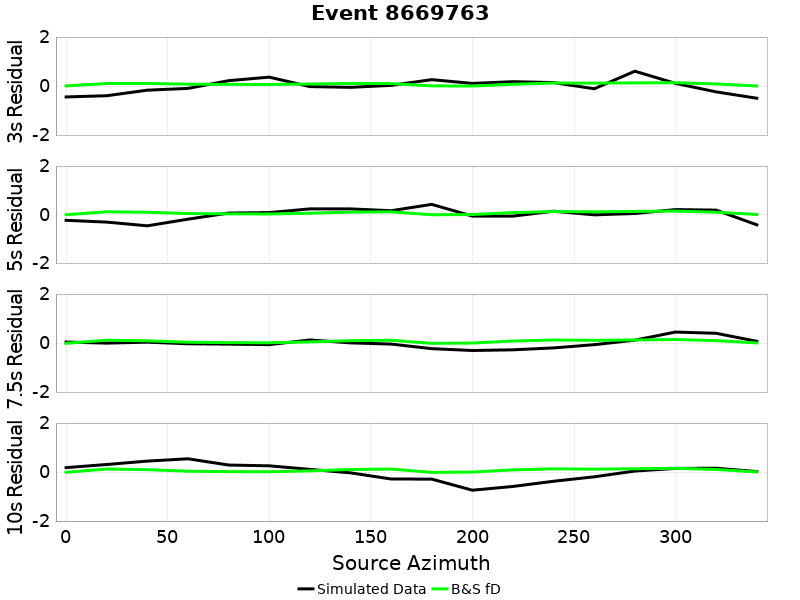 Event 8669763
3s Residual
2
0
-2
5s Residual
2
0
-2
7.5s Residual
2
0
-2
10s Residual
2
0
-2
0 50 100 150 200 250 300
Source Azimuth
Simulated Data B&S fD